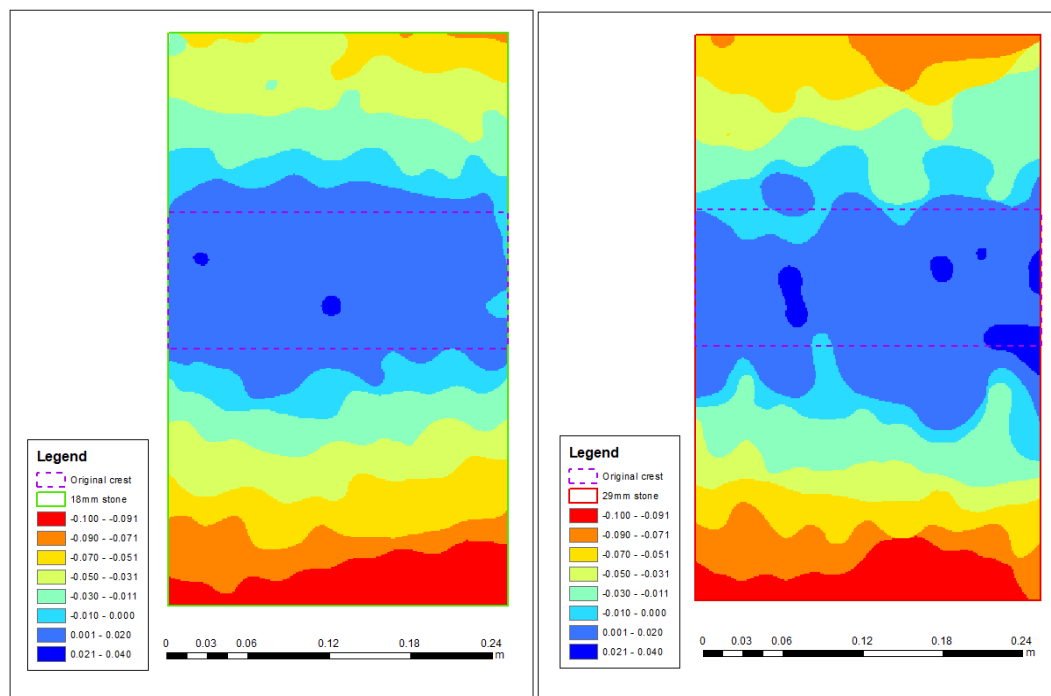 Legend
Original crest
18mm stone
-0.100 - -0.091
-0.090 - -0.071
-0.070 - -0.051
-0.050 - -0.031
-0.030 - -0.011
-0.010 - 0.000
0.001 - 0.020
0.021 - 0.040
0 0.03 0.06 0.12 0.18 0.24
m
Legend
Original crest
29mm stone
-0.100 - -0.091
-0.090 - -0.071
-0.070 - -0.051
-0.050 - -0.031
-0.030 - -0.011
-0.010 - 0.000
0.001 - 0.020
0.021 - 0.040
0 0.03 0.06 0.12 0.18 0.24
m